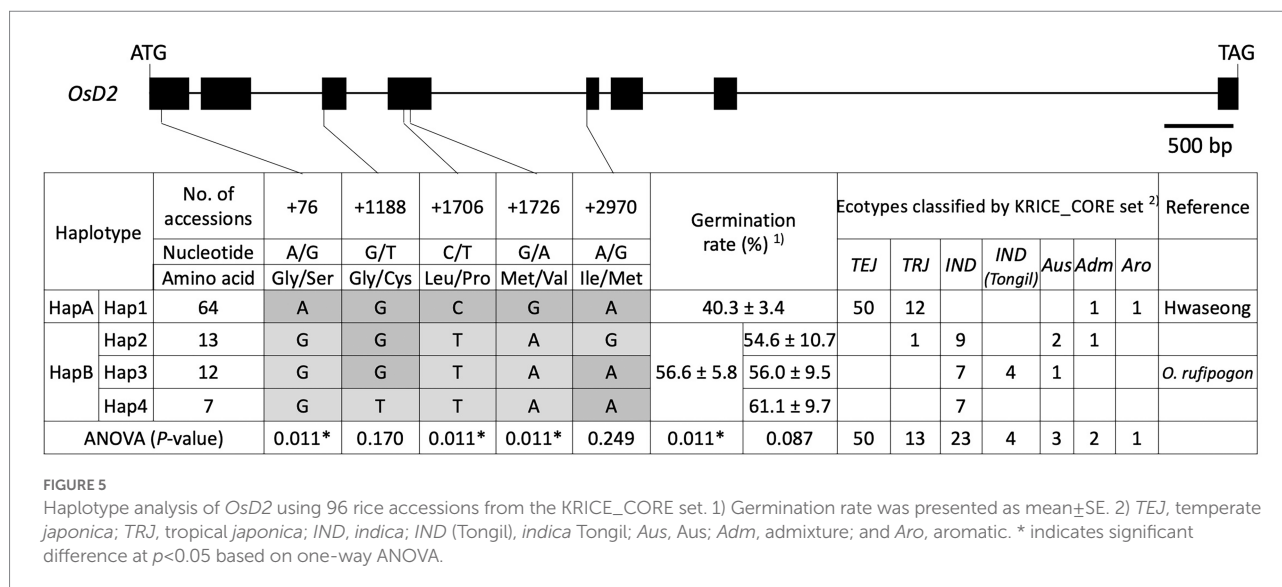 ATG TAG
OsD2
500 bp
Haplotype No. of accessions +76 +1188 +1706 +1726 +2970 Germination rate (%) 1) Ecotypes classified by KRICE_CORE set 2) Reference
Nucleotide A/G G/T C/T G/A A/G TEJ TRJ IND IND (Tongil) Aus Adm Aro
Amino acid Gly/Ser Gly/Cys Leu/Pro Met/Val Ile/Met
HapA Hap1 64 A G C G A 40.3 ± 3.4 50 12 1 1 Hwaseong
HapB Hap2 13 G G T A G 56.6 ± 5.8 54.6 ± 10.7 1 9 2 1
Hap3 12 G G T A A 56.0 ± 9.5 7 4 1 O. rufipogon
Hap4 7 G T T A A 61.1 ± 9.7 7
ANOVA (P-value) 0.011* 0.170 0.011* 0.011* 0.249 0.011* 0.087 50 13 23 4 3 2 1
FIGURE 5
Haplotype analysis of OsD2 using 96 rice accessions from the KRICE_CORE set. 1) Germination rate was presented as mean±SE. 2) TEJ, temperate
japonica; TRJ, tropical japonica; IND, indica; IND (Tongil), indica Tongil; Aus, Aus; Adm, admixture; and Aro, aromatic. * indicates significant
difference at p<0.05 based on one-way ANOVA.